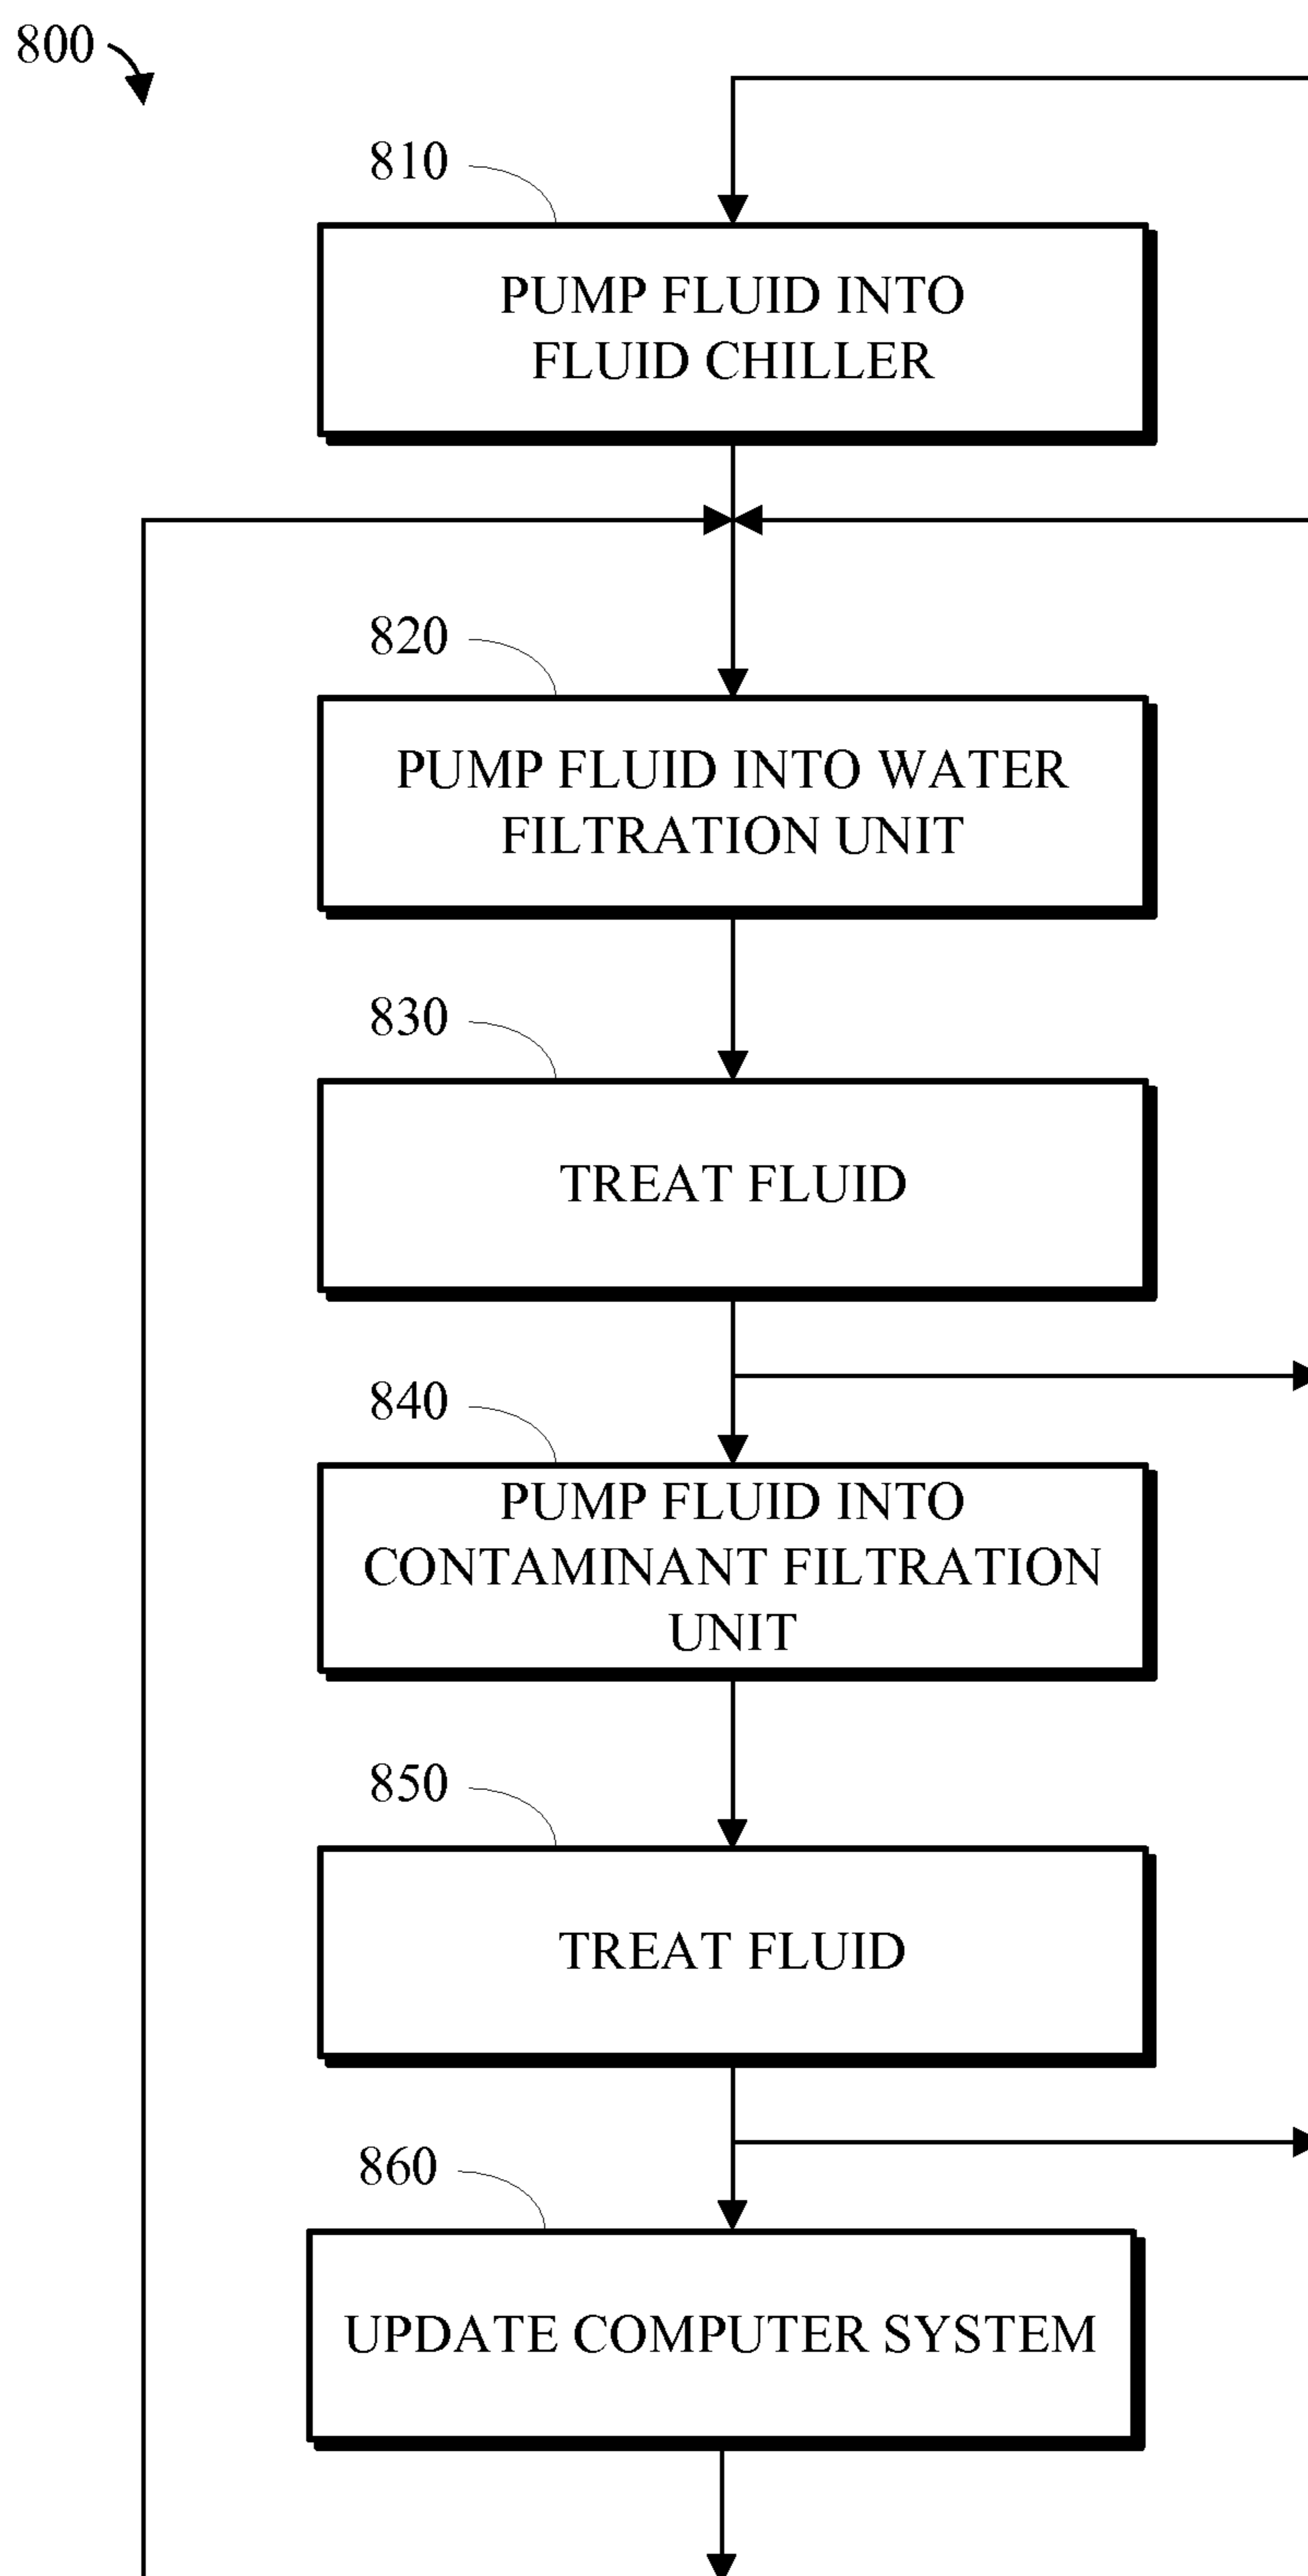 800
810
PUMP FLUID INTO
FLUID CHILLER
820
PUMP FLUID INTO WATER
FILTRATION UNIT
830
TREAT FLUID
840
PUMP FLUID INTO
CONTAMINANT FILTRATION
UNIT
850
TREAT FLUID
860
UPDATE COMPUTER SYSTEM